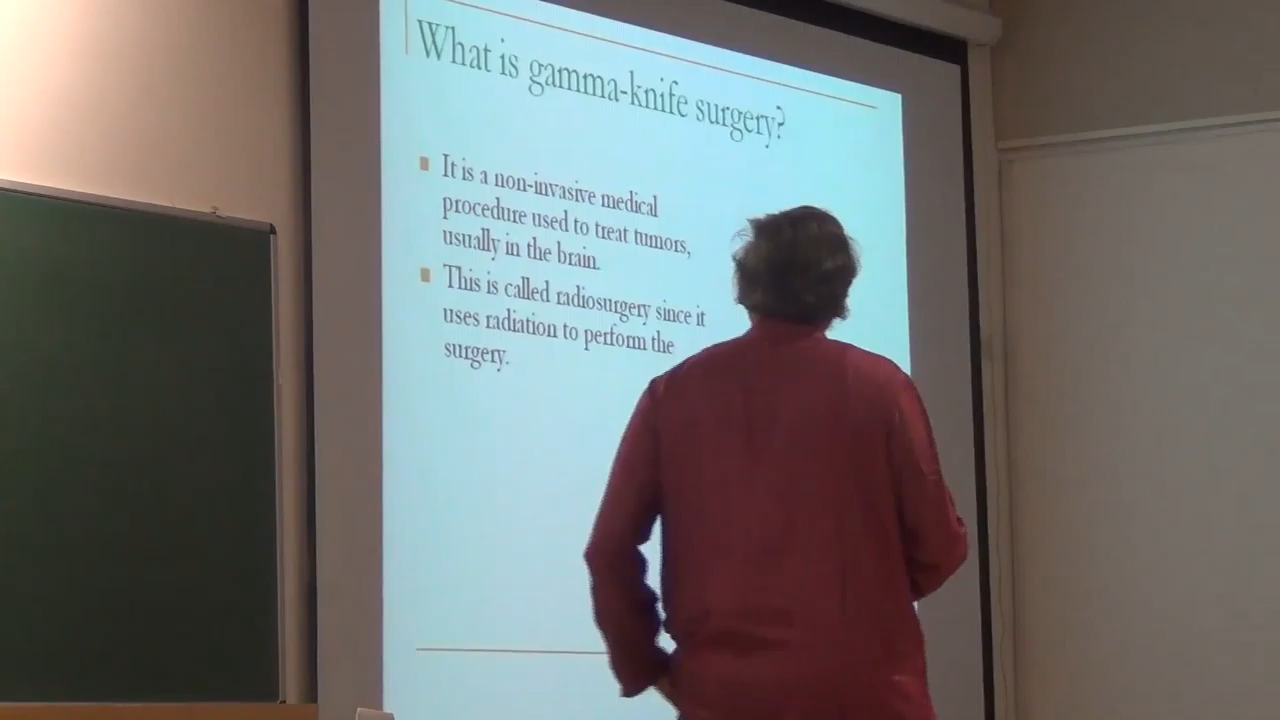 What is gamma-knife surgery?
It is a non-invasive medical
procedure used to treat tumors,
usually in the brain.
This is called radiosurgery since it
uses radiation to perform the
surgery.